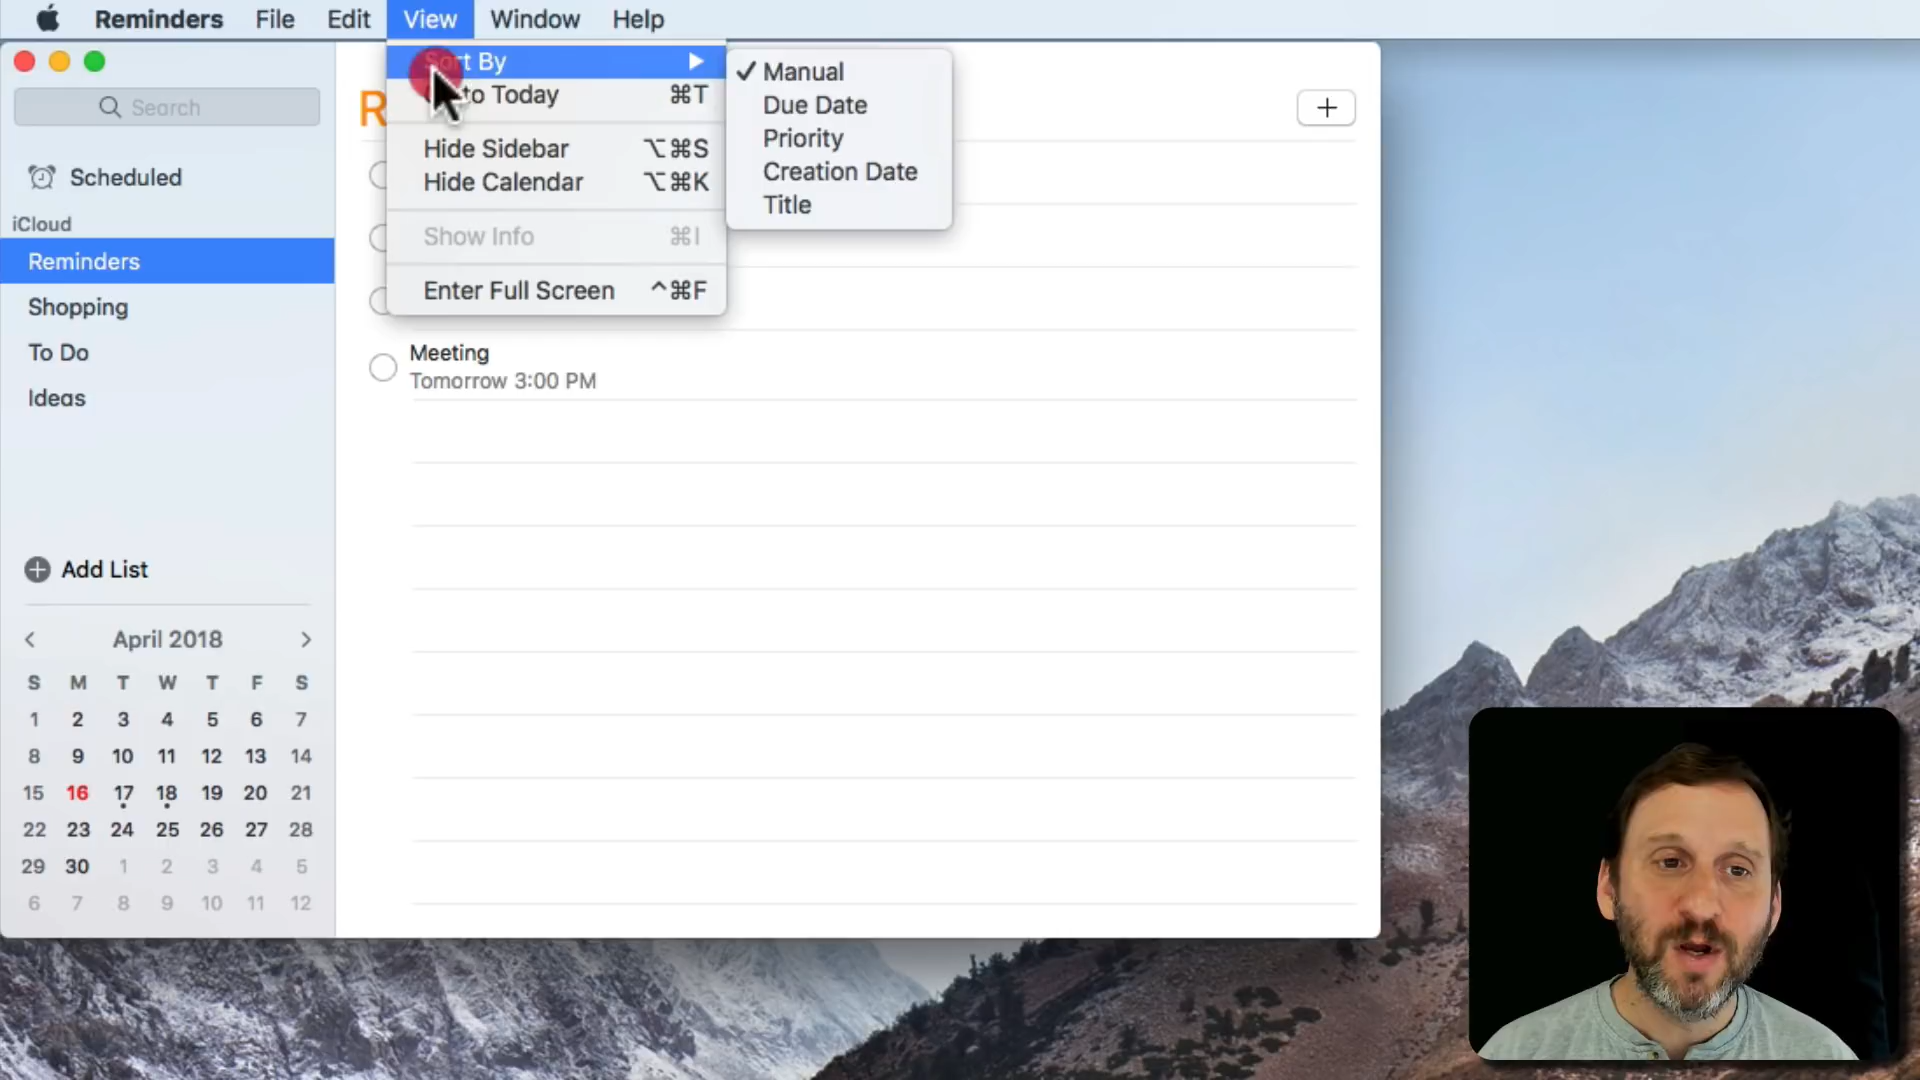 Reminders File Edit View Window Help
Sort By
Manual
to Today ⌘T
Due Date
Search
Priority
Hide Sidebar ⌥⌘S
Creation Date
Scheduled
Hide Calendar ⌥⌘K
Title
iCloud
Show Info ⌘I
Reminders
Enter Full Screen ^⌘F
Shopping
Meeting
To Do
Tomorrow 3:00 PM
Ideas
Add List
April 2018
S M T W T F S
1 2 3 4 5 6 7
8 9 10 11 12 13 14
15 16 17 18 19 20 21
22 23 24 25 26 27 28
29 30 1 2 3 4 5
6 7 8 9 10 11 12